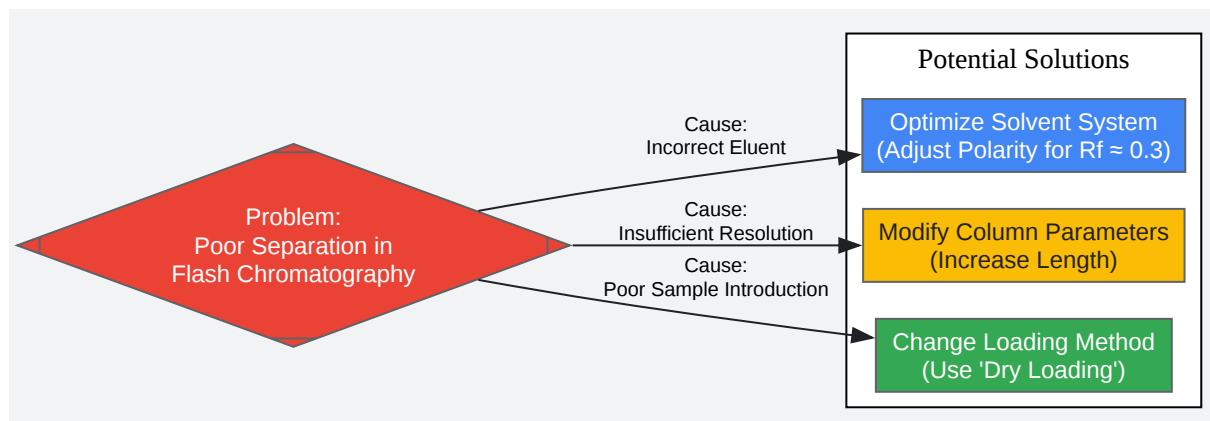 Problem:
Poor Separation in
Flash Chromatography
Cause:
Incorrect Eluent
Cause:
Insufficient Resolution
Cause:
Poor Sample Introduction
Potential Solutions
Optimize Solvent System
(Adjust Polarity for Rf ≈ 0.3)
Modify Column Parameters
(Increase Length)
Change Loading Method
(Use 'Dry Loading')